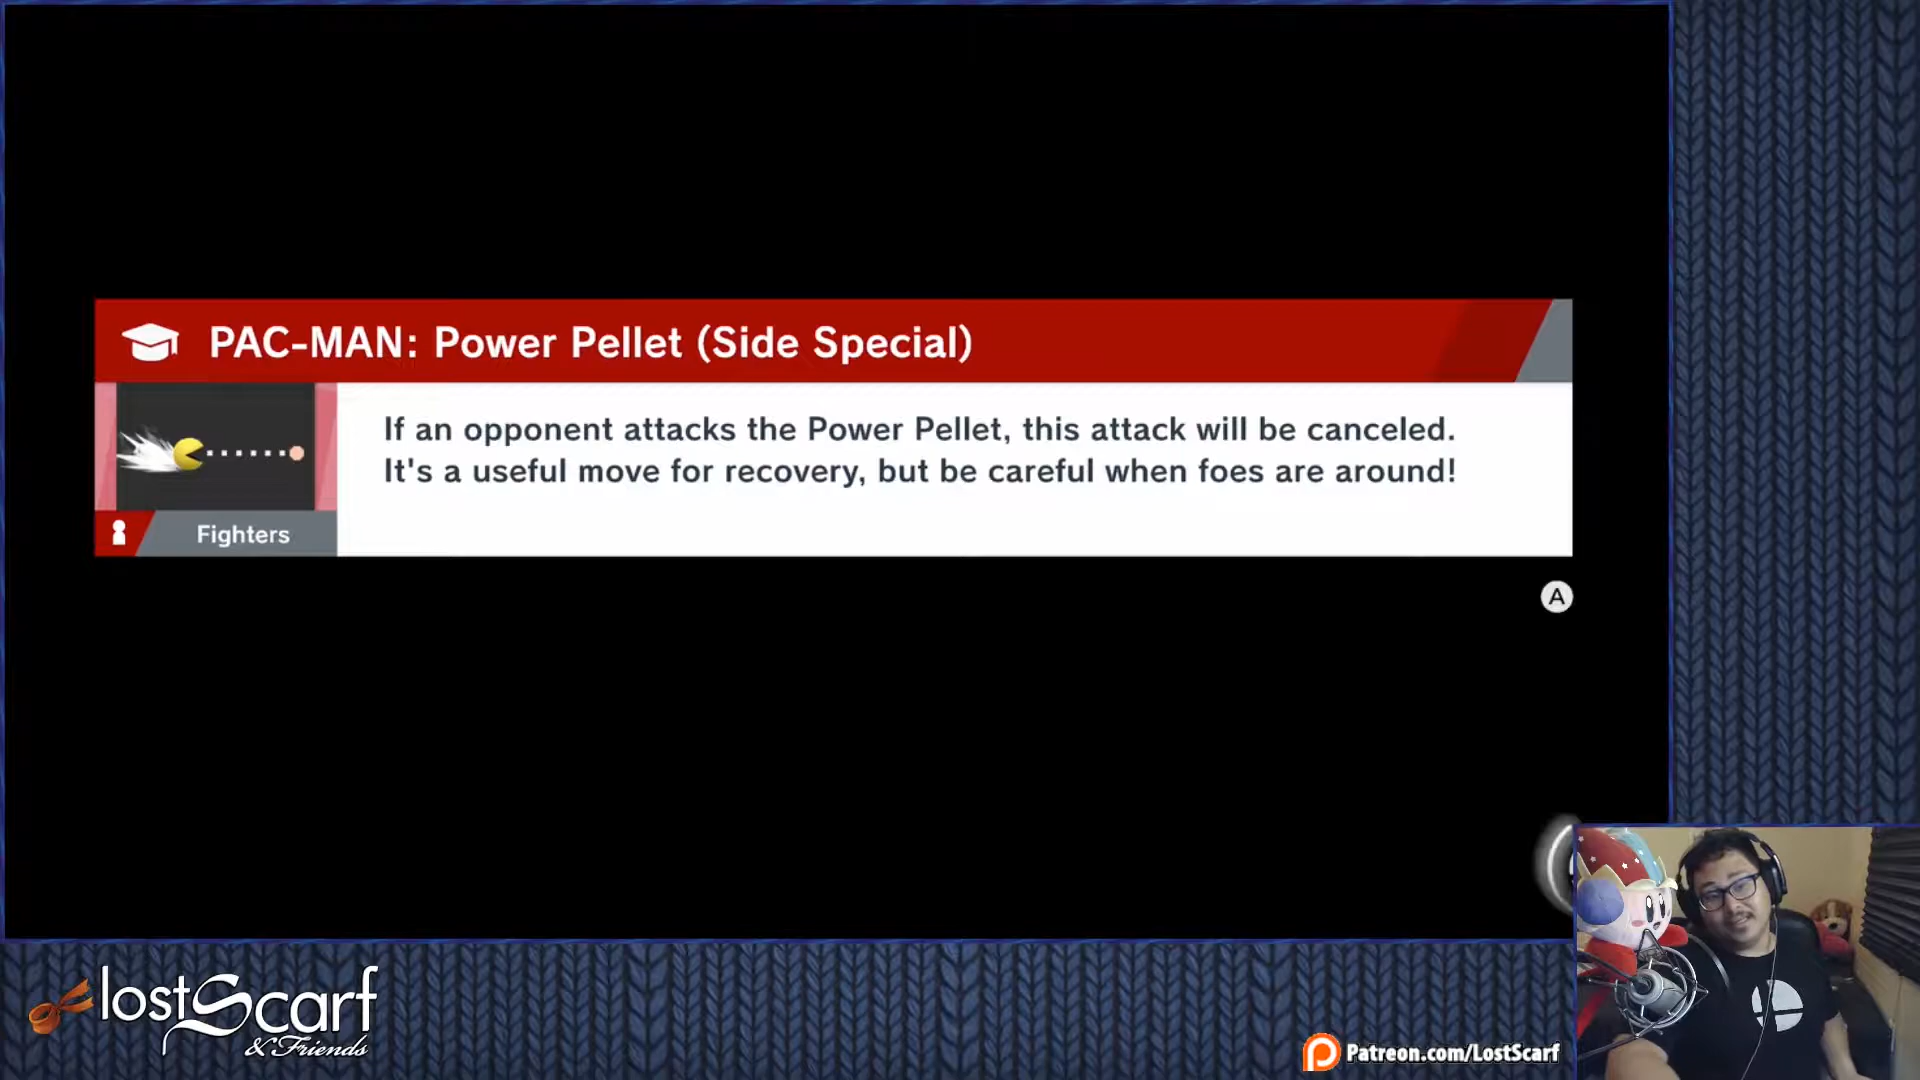 PAC-MAN: Power Pellet (Side Special)
If an opponent attacks the Power Pellet, this attack will be canceled.
It's a useful move for recovery, but be careful when foes are around!
Fighters
A
lostScarf
& Friends
Patreon.com/LostScarf